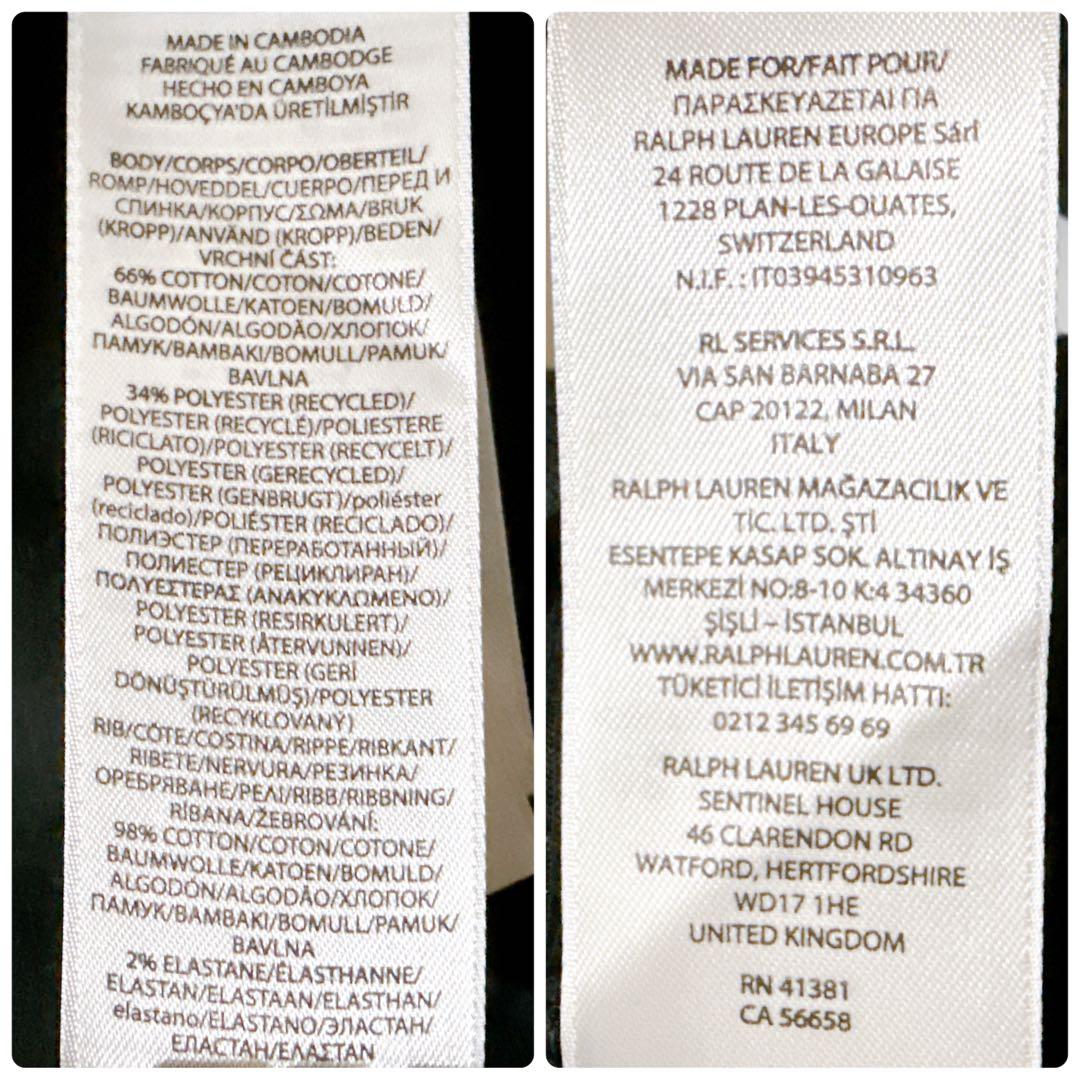 MADE IN CAMBODIA
FABRIQUÉ AU CAMBODGE
HECHO EN CAMBOYA
KAMBOÇYA'DA ÜRETİLMİŞTİR
BODY/CORPS/CORPO/OBERTEIL/
ROMP/HOVEDDEL/CUERPO/ПЕРЕД И
СПИНКА/КОРПУС/ΣΩΜΑ/BRUK
(KROPP)/ANVÄND (KROPP)/BEDEN/
VRCHNÍ ČÁST:
66% COTTON/COTON/COTONE/
BAUMWOLLE/KATOEN/BOMULD/
ALGODÓN/ALGODÃO/ХЛОПОК/
ПАМУК/ΒΑΜΒΑΚΙ/BOMULL/PAMUK/
BAVLNA
34% POLYESTER (RECYCLED)/
POLYESTER (RECYCLÉ)/POLIESTERE
(RICICLATO)/POLYESTER (RECYCELT)/
POLYESTER (GERECYCLED)/
POLYESTER (GENBRUGT)/poliéster
(reciclado)/POLIÉSTER (RECICLADO)/
ПОЛИЭСТЕР (ПЕРЕРАБОТАННЫЙ)/
ПОЛИЕСТЕР (РЕЦИКЛИРАН)/
ΠΟΛΥΕΣΤΕΡΑΣ (ΑΝΑΚΥΚΛΩΜΕΝΟ)/
POLYESTER (RESIRKULERT)/
POLYESTER (ÅTERVUNNEN)/
POLYESTER (GERİ
DÖNÜŞTÜRÜLMÜŞ)/POLYESTER
(RECYKLOVANÝ)
RIB/CÔTE/COSTINA/RIPPE/RIBKANT/
RIBETE/NERVURA/РЕЗИНКА/
ОРЕБРЯВАНЕ/ΡΕΛΙ/RIBB/RIBBNING/
RİBANA/ŽEBROVÁNÍ:
98% COTTON/COTON/COTONE/
BAUMWOLLE/KATOEN/BOMULD/
ALGODÓN/ALGODÃO/ХЛОПОК/
ПАМУК/ΒΑΜΒΑΚΙ/BOMULL/PAMUK/
BAVLNA
2% ELASTANE/ÉLASTHANNE/
ELASTAN/ELASTAAN/ELASTHAN/
elastano/ELASTANO/ЭЛАСТАН/
ЕЛАСТАН/ΕΛΑΣΤΑΝ
MADE FOR/FAIT POUR/
ΠΑΡΑΣΚΕΥΑΖΕΤΑΙ ΓΙΑ
RALPH LAUREN EUROPE Sárl
24 ROUTE DE LA GALAISE
1228 PLAN-LES-OUATES,
SWITZERLAND
N.I.F. : IT03945310963
RL SERVICES S.R.L.
VIA SAN BARNABA 27
CAP 20122, MILAN
ITALY
RALPH LAUREN MAĞAZACILIK VE
TİC. LTD. ŞTİ
ESENTEPE KASAP SOK. ALTINAY İŞ
MERKEZİ NO:8-10 K:4 34360
ŞİŞLİ – İSTANBUL
WWW.RALPHLAUREN.COM.TR
TÜKETİCİ İLETİŞİM HATTI:
0212 345 69 69
RALPH LAUREN UK LTD.
SENTINEL HOUSE
46 CLARENDON RD
WATFORD, HERTFORDSHIRE
WD17 1HE
UNITED KINGDOM
RN 41381
CA 56658